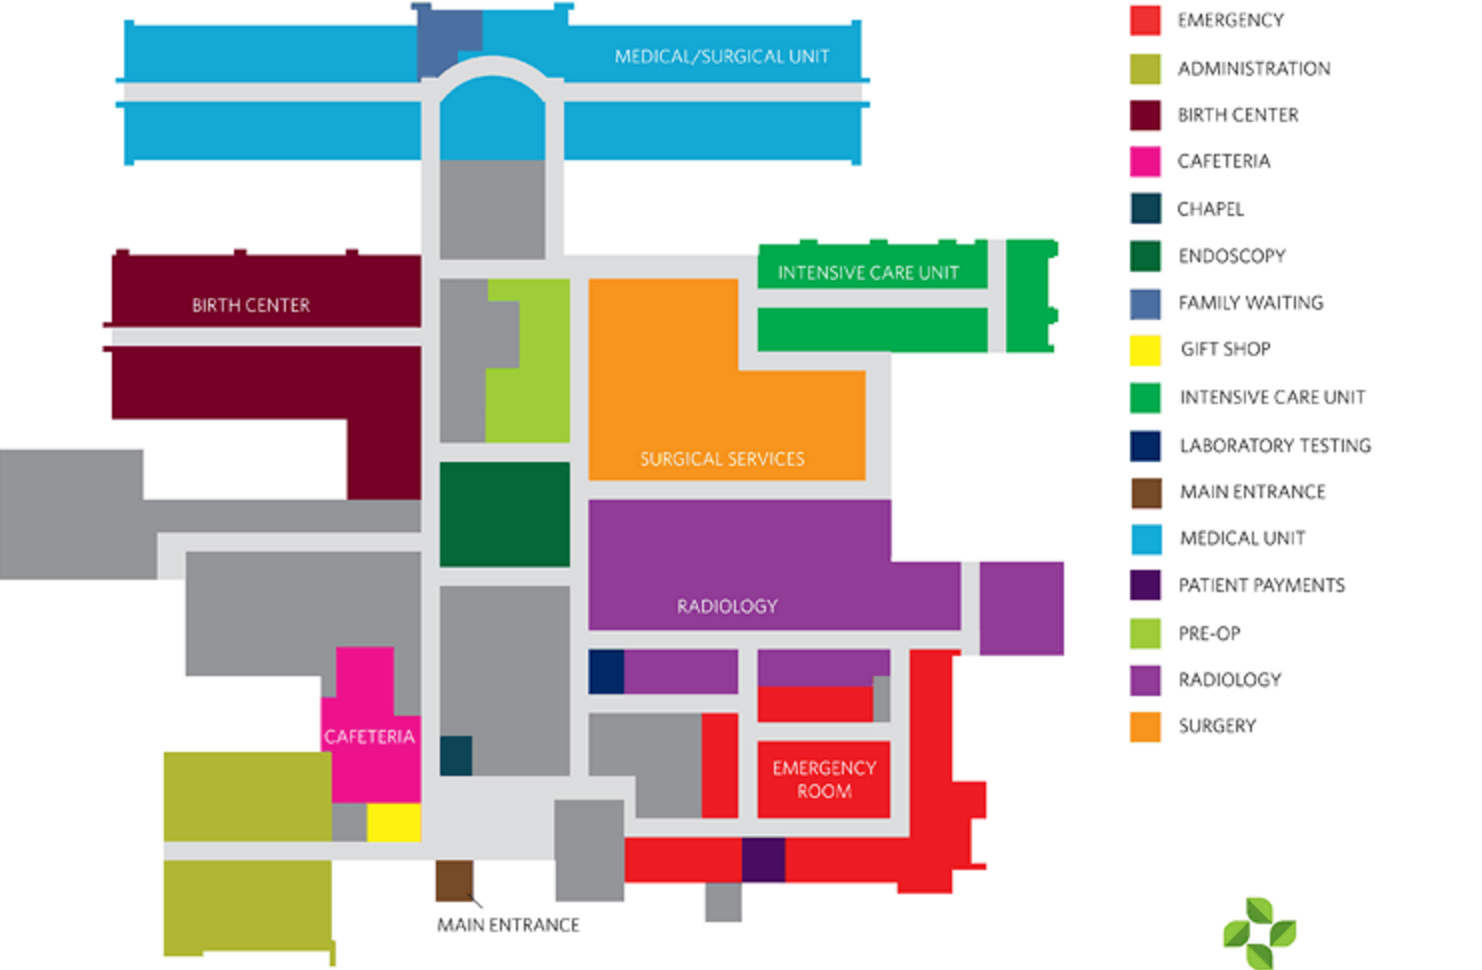 MEDICAL/SURGICAL UNIT
INTENSIVE CARE UNIT
BIRTH CENTER
SURGICAL SERVICES
RADIOLOGY
CAFETERIA
EMERGENCY
ROOM
MAIN ENTRANCE
EMERGENCY
ADMINISTRATION
BIRTH CENTER
CAFETERIA
CHAPEL
ENDOSCOPY
FAMILY WAITING
GIFT SHOP
INTENSIVE CARE UNIT
LABORATORY TESTING
MAIN ENTRANCE
MEDICAL UNIT
PATIENT PAYMENTS
PRE-OP
RADIOLOGY
SURGERY